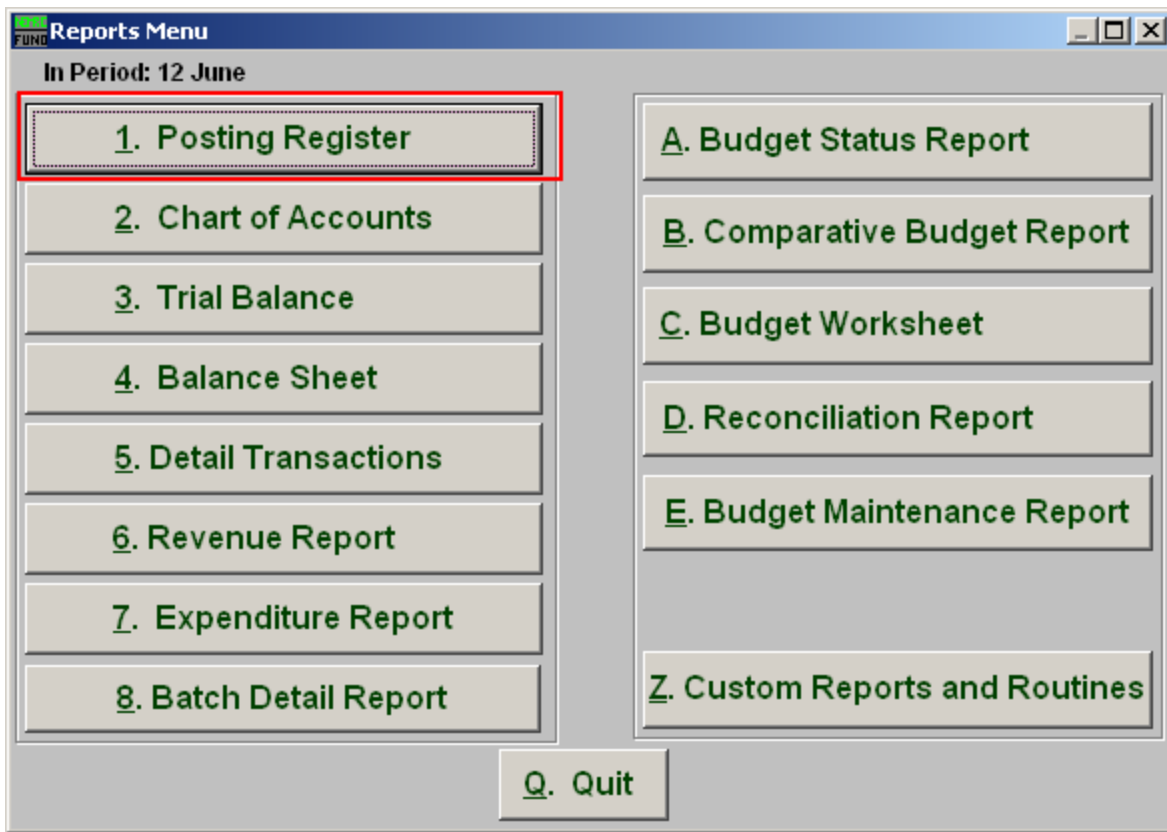 NEMRC
FUND Reports Menu
In Period: 12 June
1. Posting Register
2. Chart of Accounts
3. Trial Balance
4. Balance Sheet
5. Detail Transactions
6. Revenue Report
7. Expenditure Report
8. Batch Detail Report
A. Budget Status Report
B. Comparative Budget Report
C. Budget Worksheet
D. Reconciliation Report
E. Budget Maintenance Report
Z. Custom Reports and Routines
Q. Quit